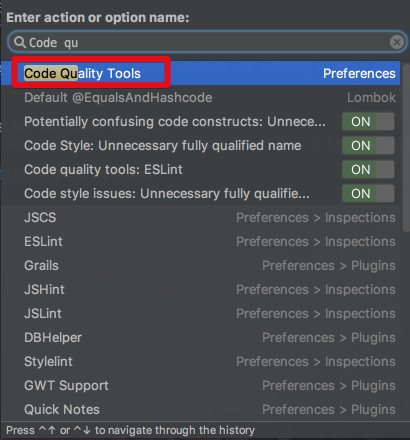 Enter action or option name:
Code qu
Code Quality Tools Preferences
Default @EqualsAndHashcode Lombok
Potentially confusing code constructs: Unnece... ON
Code Style: Unnecessary fully qualified name ON
Code quality tools: ESLint ON
Code style issues: Unnecessary fully qualifie... ON
JSCS Preferences > Inspections
ESLint Preferences > Inspections
Grails Preferences > Plugins
JSHint Preferences > Inspections
JSLint Preferences > Inspections
DBHelper Preferences > Plugins
Stylelint Preferences > Inspections
GWT Support Preferences > Plugins
Quick Notes Preferences > Plugins
Press ^↑ or ^↓ to navigate through the history